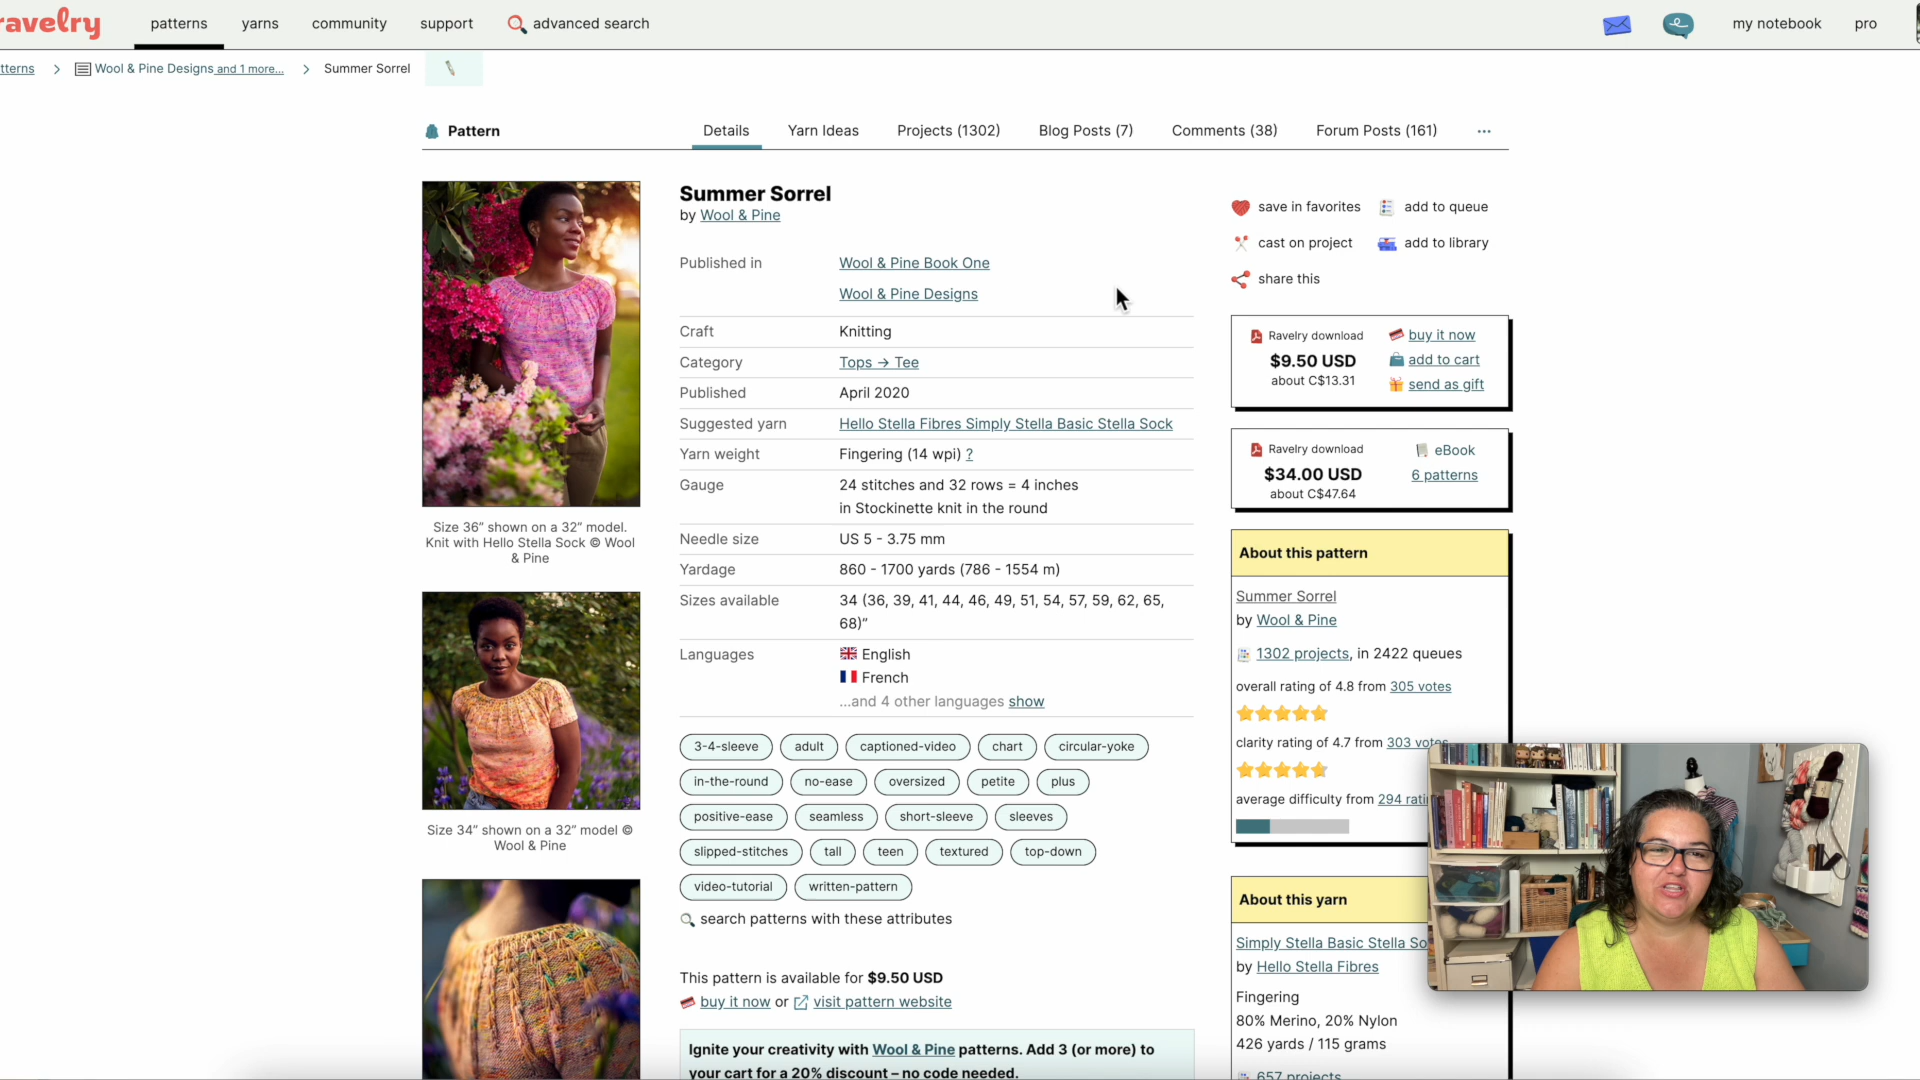 ravelry
patterns
yarns
community
support
advanced search
my notebook
pro
tterns > Wool & Pine Designs and 1 more... > Summer Sorrel
Pattern
Details
Yarn Ideas
Projects (1302)
Blog Posts (7)
Comments (38)
Forum Posts (161)
...
Size 36” shown on a 32” model.
Knit with Hello Stella Sock © Wool
& Pine
Size 34” shown on a 32” model ©
Wool & Pine
Summer Sorrel
by Wool & Pine
Published in Wool & Pine Book One
Wool & Pine Designs
Craft Knitting
Category Tops → Tee
Published April 2020
Suggested yarn Hello Stella Fibres Simply Stella Basic Stella Sock
Yarn weight Fingering (14 wpi) ?
Gauge 24 stitches and 32 rows = 4 inches
in Stockinette knit in the round
Needle size US 5 - 3.75 mm
Yardage 860 - 1700 yards (786 - 1554 m)
Sizes available 34 (36, 39, 41, 44, 46, 49, 51, 54, 57, 59, 62, 65,
68)”
Languages English
French
...and 4 other languages show
3-4-sleeve adult captioned-video chart circular-yoke
in-the-round no-ease oversized petite plus
positive-ease seamless short-sleeve sleeves
slipped-stitches tall teen textured top-down
video-tutorial written-pattern
search patterns with these attributes
This pattern is available for $9.50 USD
buy it now or visit pattern website
Ignite your creativity with Wool & Pine patterns. Add 3 (or more) to
your cart for a 20% discount – no code needed.
save in favorites add to queue
cast on project add to library
share this
Ravelry download buy it now
$9.50 USD add to cart
about C$13.31 send as gift
Ravelry download eBook
$34.00 USD 6 patterns
about C$47.64
About this pattern
Summer Sorrel
by Wool & Pine
1302 projects, in 2422 queues
overall rating of 4.8 from 305 votes
clarity rating of 4.7 from 303 votes
average difficulty from 294 rati
About this yarn
Simply Stella Basic Stella So
by Hello Stella Fibres
Fingering
80% Merino, 20% Nylon
426 yards / 115 grams
657 projects